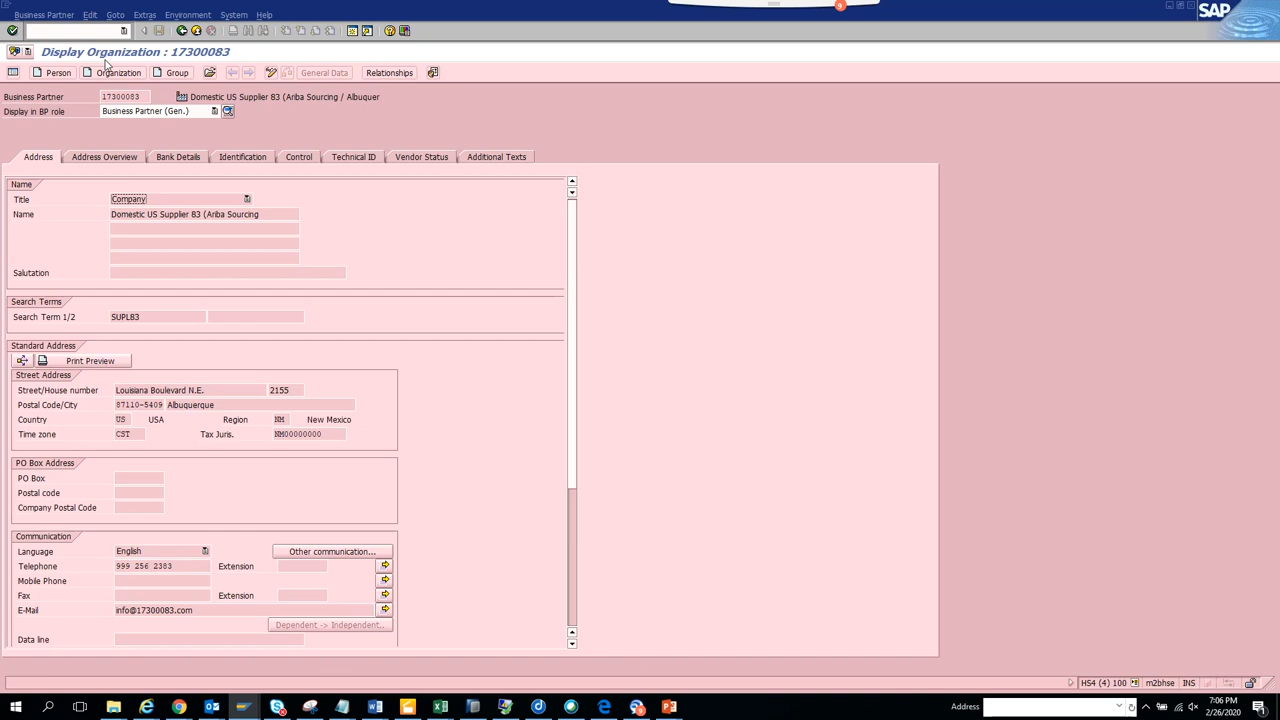 9
Business Partner Edit Goto Extras Environment System Help
SAP
Display Organization : 17300083
Person Organization Group General Data Relationships
Business Partner 17300083 Domestic US Supplier 83 (Ariba Sourcing / Albuquer
Display in BP role Business Partner (Gen.)
Address Address Overview Bank Details Identification Control Technical ID Vendor Status Additional Texts
Name
Title Company
Name Domestic US Supplier 83 (Ariba Sourcing
Salutation
Search Terms
Search Term 1/2 SUPL83
Standard Address
Print Preview
Street Address
Street/House number Louisiana Boulevard N.E. 2155
Postal Code/City 87110-5409 Albuquerque
Country US USA Region NM New Mexico
Time zone CST Tax Juris. NM00000000
PO Box Address
PO Box
Postal code
Company Postal Code
Communication
Language English Other communication...
Telephone 999 256 2383 Extension
Mobile Phone
Fax Extension
E-Mail info@17300083.com
Dependent -> Independent..
Data line
HS4 (4) 100 m2bhse INS
Address 7:06 PM
2/26/2020